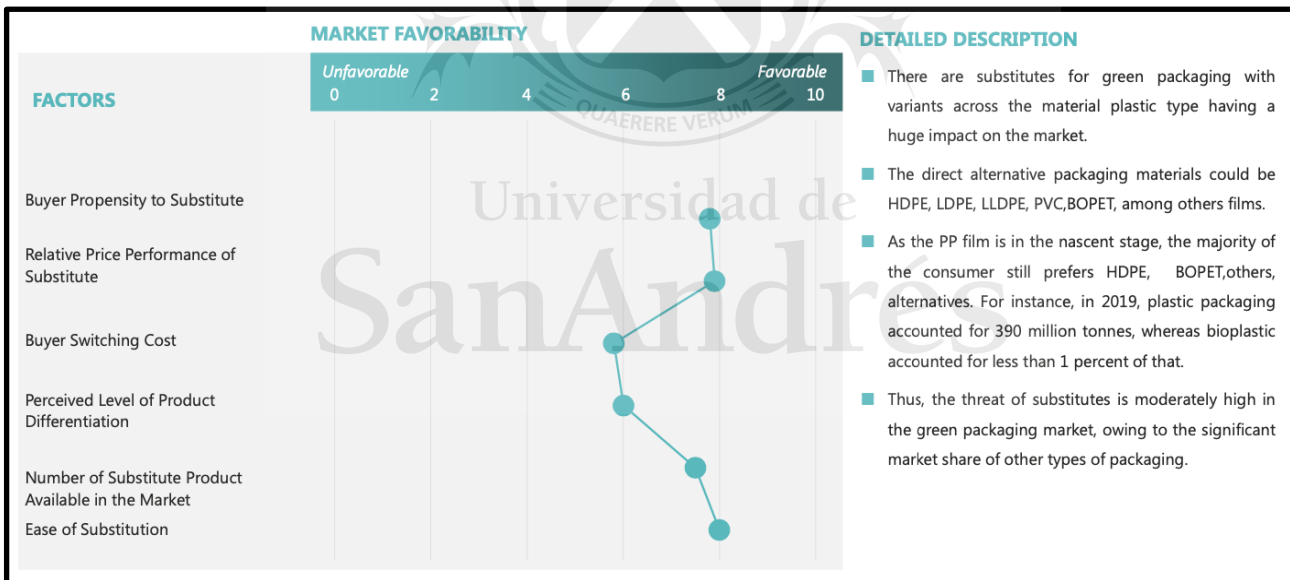 MARKET FAVORABILITY
Unfavorable
Favorable
0 2 4 6 8 10
FACTORS
Buyer Propensity to Substitute
Relative Price Performance of
Substitute
Buyer Switching Cost
Perceived Level of Product
Differentiation
Number of Substitute Product
Available in the Market
Ease of Substitution
DETAILED DESCRIPTION
There are substitutes for green packaging with
variants across the material plastic type having a
huge impact on the market.
The direct alternative packaging materials could be
HDPE, LDPE, LLDPE, PVC,BOPET, among others films.
As the PP film is in the nascent stage, the majority of
the consumer still prefers HDPE, BOPET,others,
alternatives. For instance, in 2019, plastic packaging
accounted for 390 million tonnes, whereas bioplastic
accounted for less than 1 percent of that.
Thus, the threat of substitutes is moderately high in
the green packaging market, owing to the significant
market share of other types of packaging.
QUAERERE VERUM
Universidad de
SanAndrés